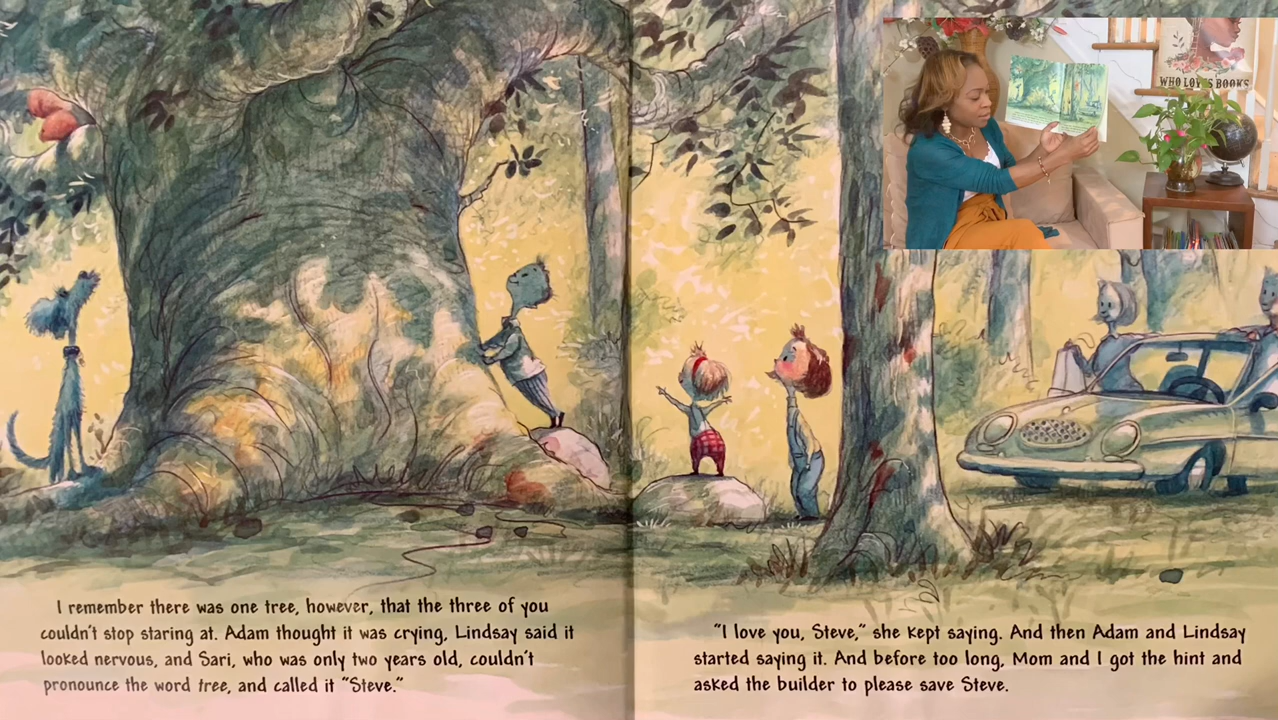 WHO LOVES BOOKS
I remember there was one tree, however, that the three of you
couldn't stop staring at. Adam thought it was crying, Lindsay said it
looked nervous, and Sari, who was only two years old, couldn't
pronounce the word tree, and called it "Steve."
"I love you, Steve," she kept saying. And then Adam and Lindsay
started saying it. And before too long, Mom and I got the hint and
asked the builder to please save Steve.